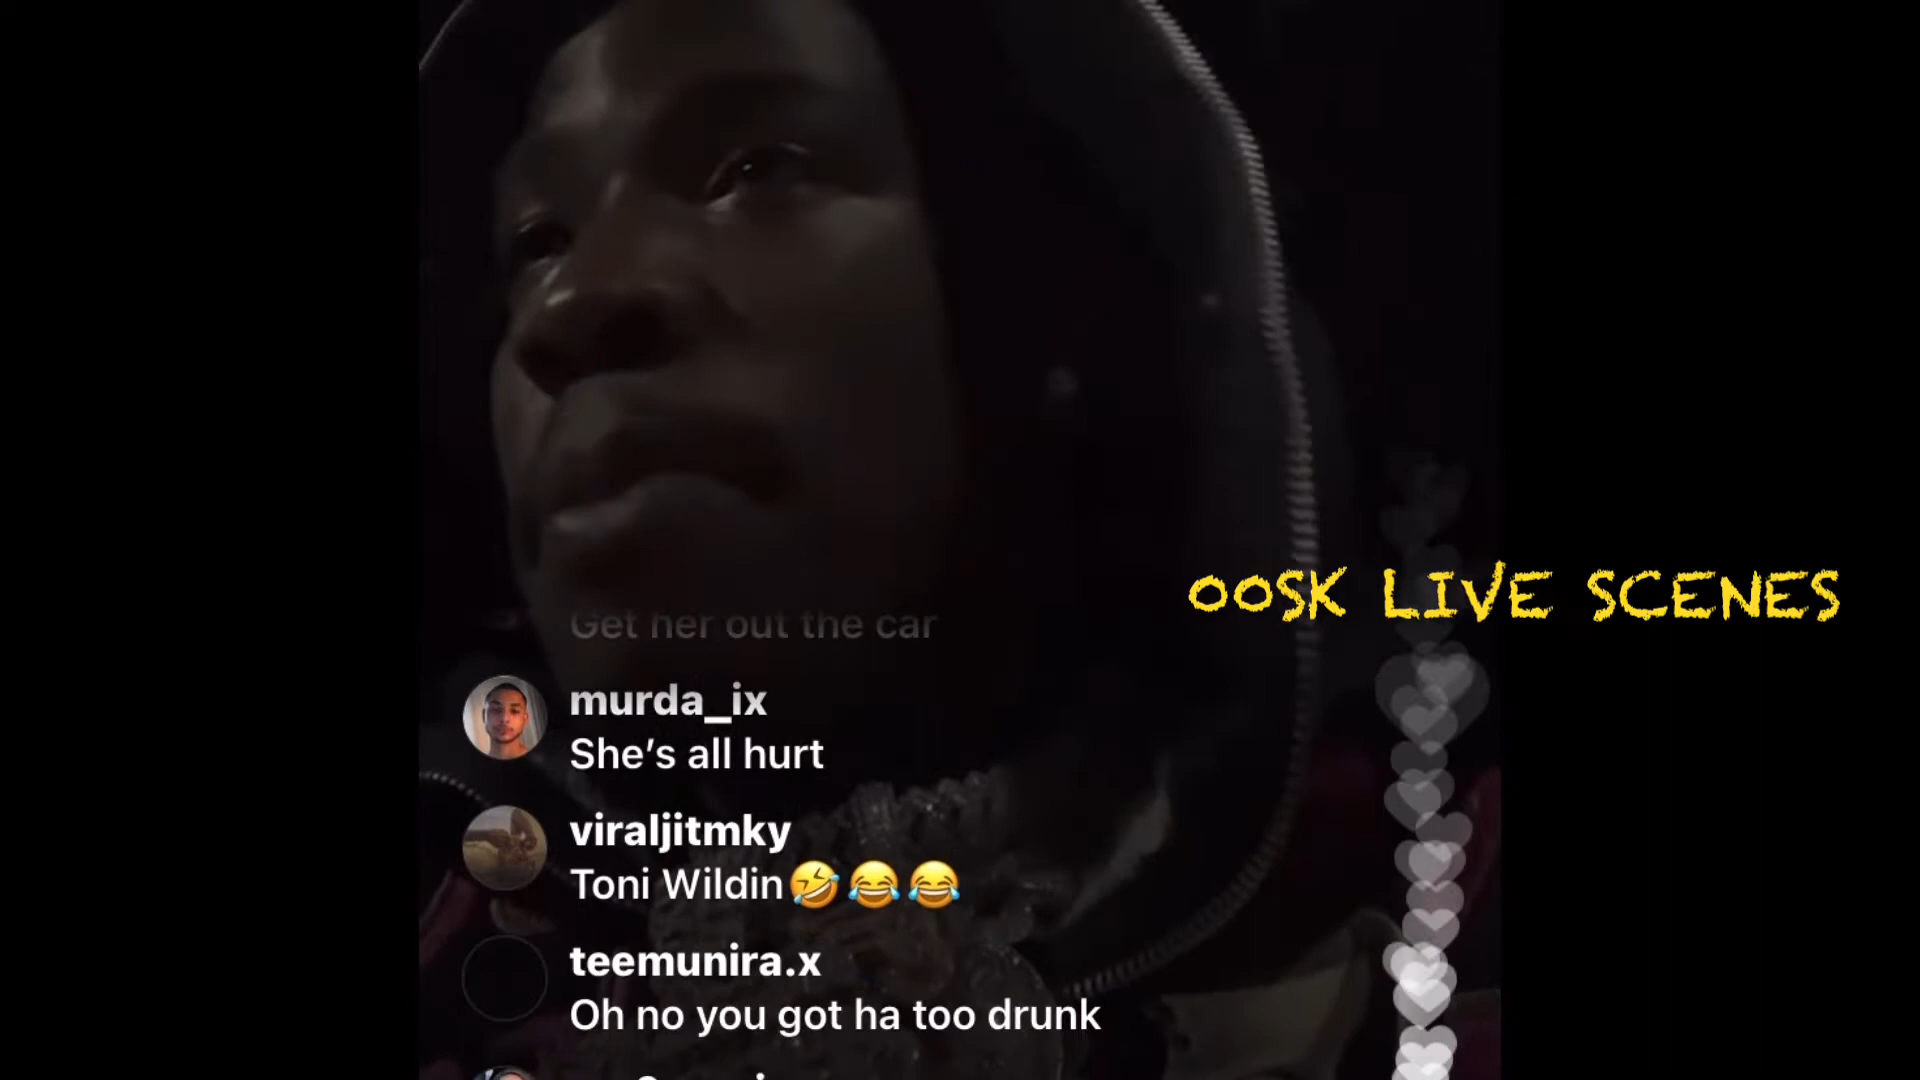 Get her out the car
OOSK LIVE SCENES
murda_ix
She’s all hurt
viraljitmky
Toni Wildin🤣😂😂
teemunira.x
Oh no you got ha too drunk